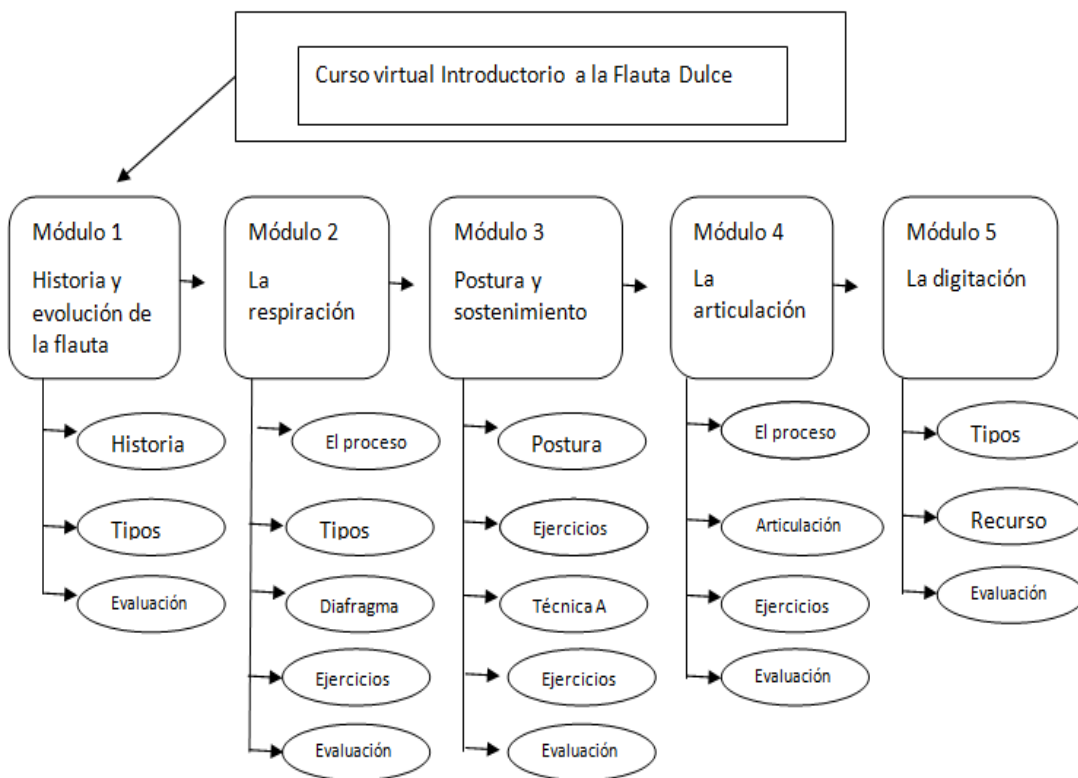 Curso virtual Introductorio a la Flauta Dulce
Módulo 1
Historia y
evolución de
la flauta
Historia
Tipos
Evaluación
Módulo 2
La
respiración
El proceso
Tipos
Diafragma
Ejercicios
Evaluación
Módulo 3
Postura y
sostenimiento
Postura
Ejercicios
Técnica A
Ejercicios
Evaluación
Módulo 4
La
articulación
El proceso
Articulación
Ejercicios
Evaluación
Módulo 5
La digitación
Tipos
Recurso
Evaluación